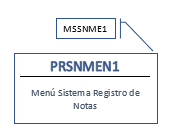 MSSNME1
PRSNMEN1
Menú Sistema Registro de
Notas